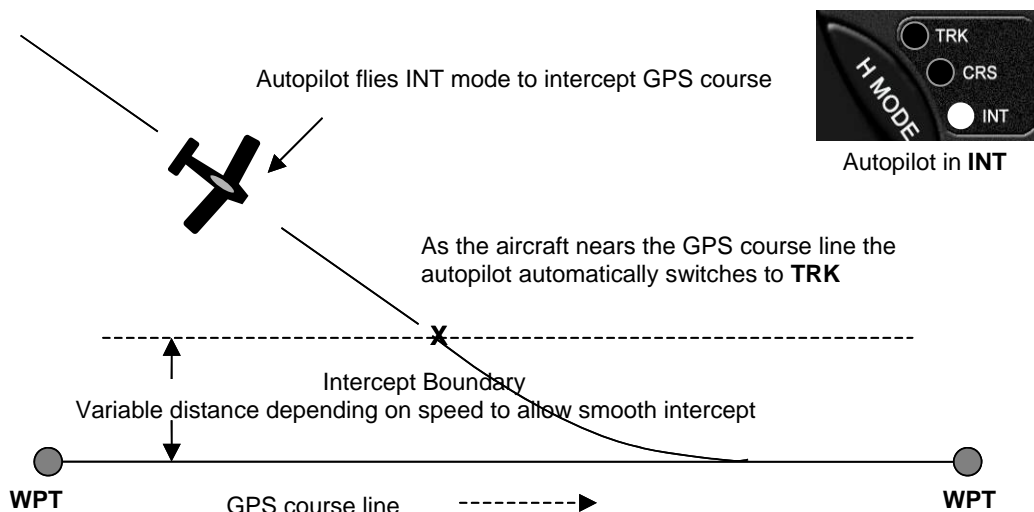 TRK
CRS
INT
H MODE
Autopilot flies INT mode to intercept GPS course
Autopilot in INT
As the aircraft nears the GPS course line the
autopilot automatically switches to TRK
X
Intercept Boundary
Variable distance depending on speed to allow smooth intercept
WPT
GPS course line
WPT